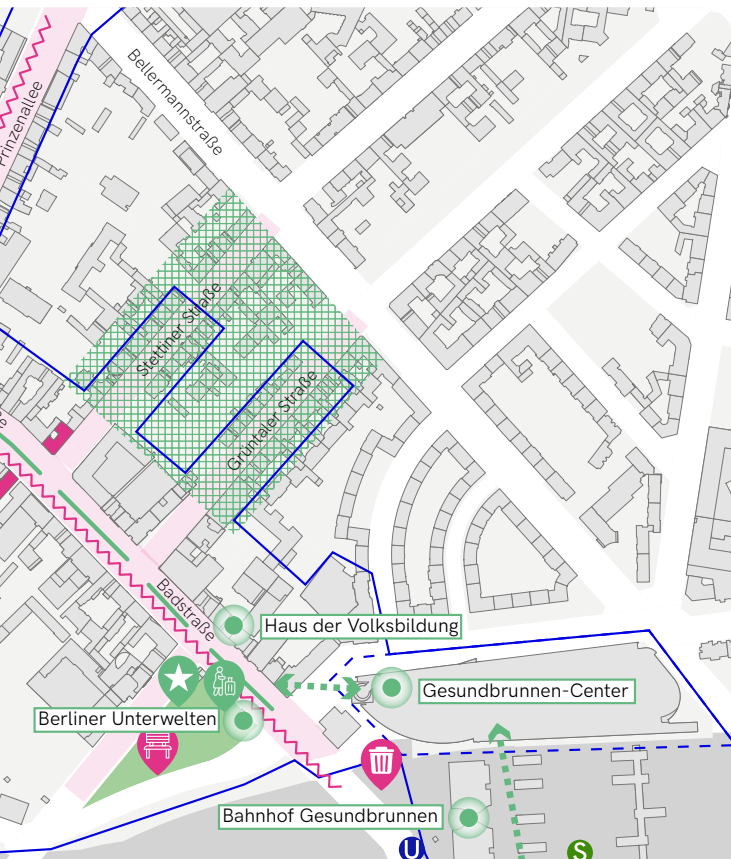 Bellermannstraße
Prinzenallee
Stettiner Straße
Grüntaler Straße
Badstraße
Haus der Volksbildung
Gesundbrunnen-Center
Berliner Unterwelten
Bahnhof Gesundbrunnen
U
S